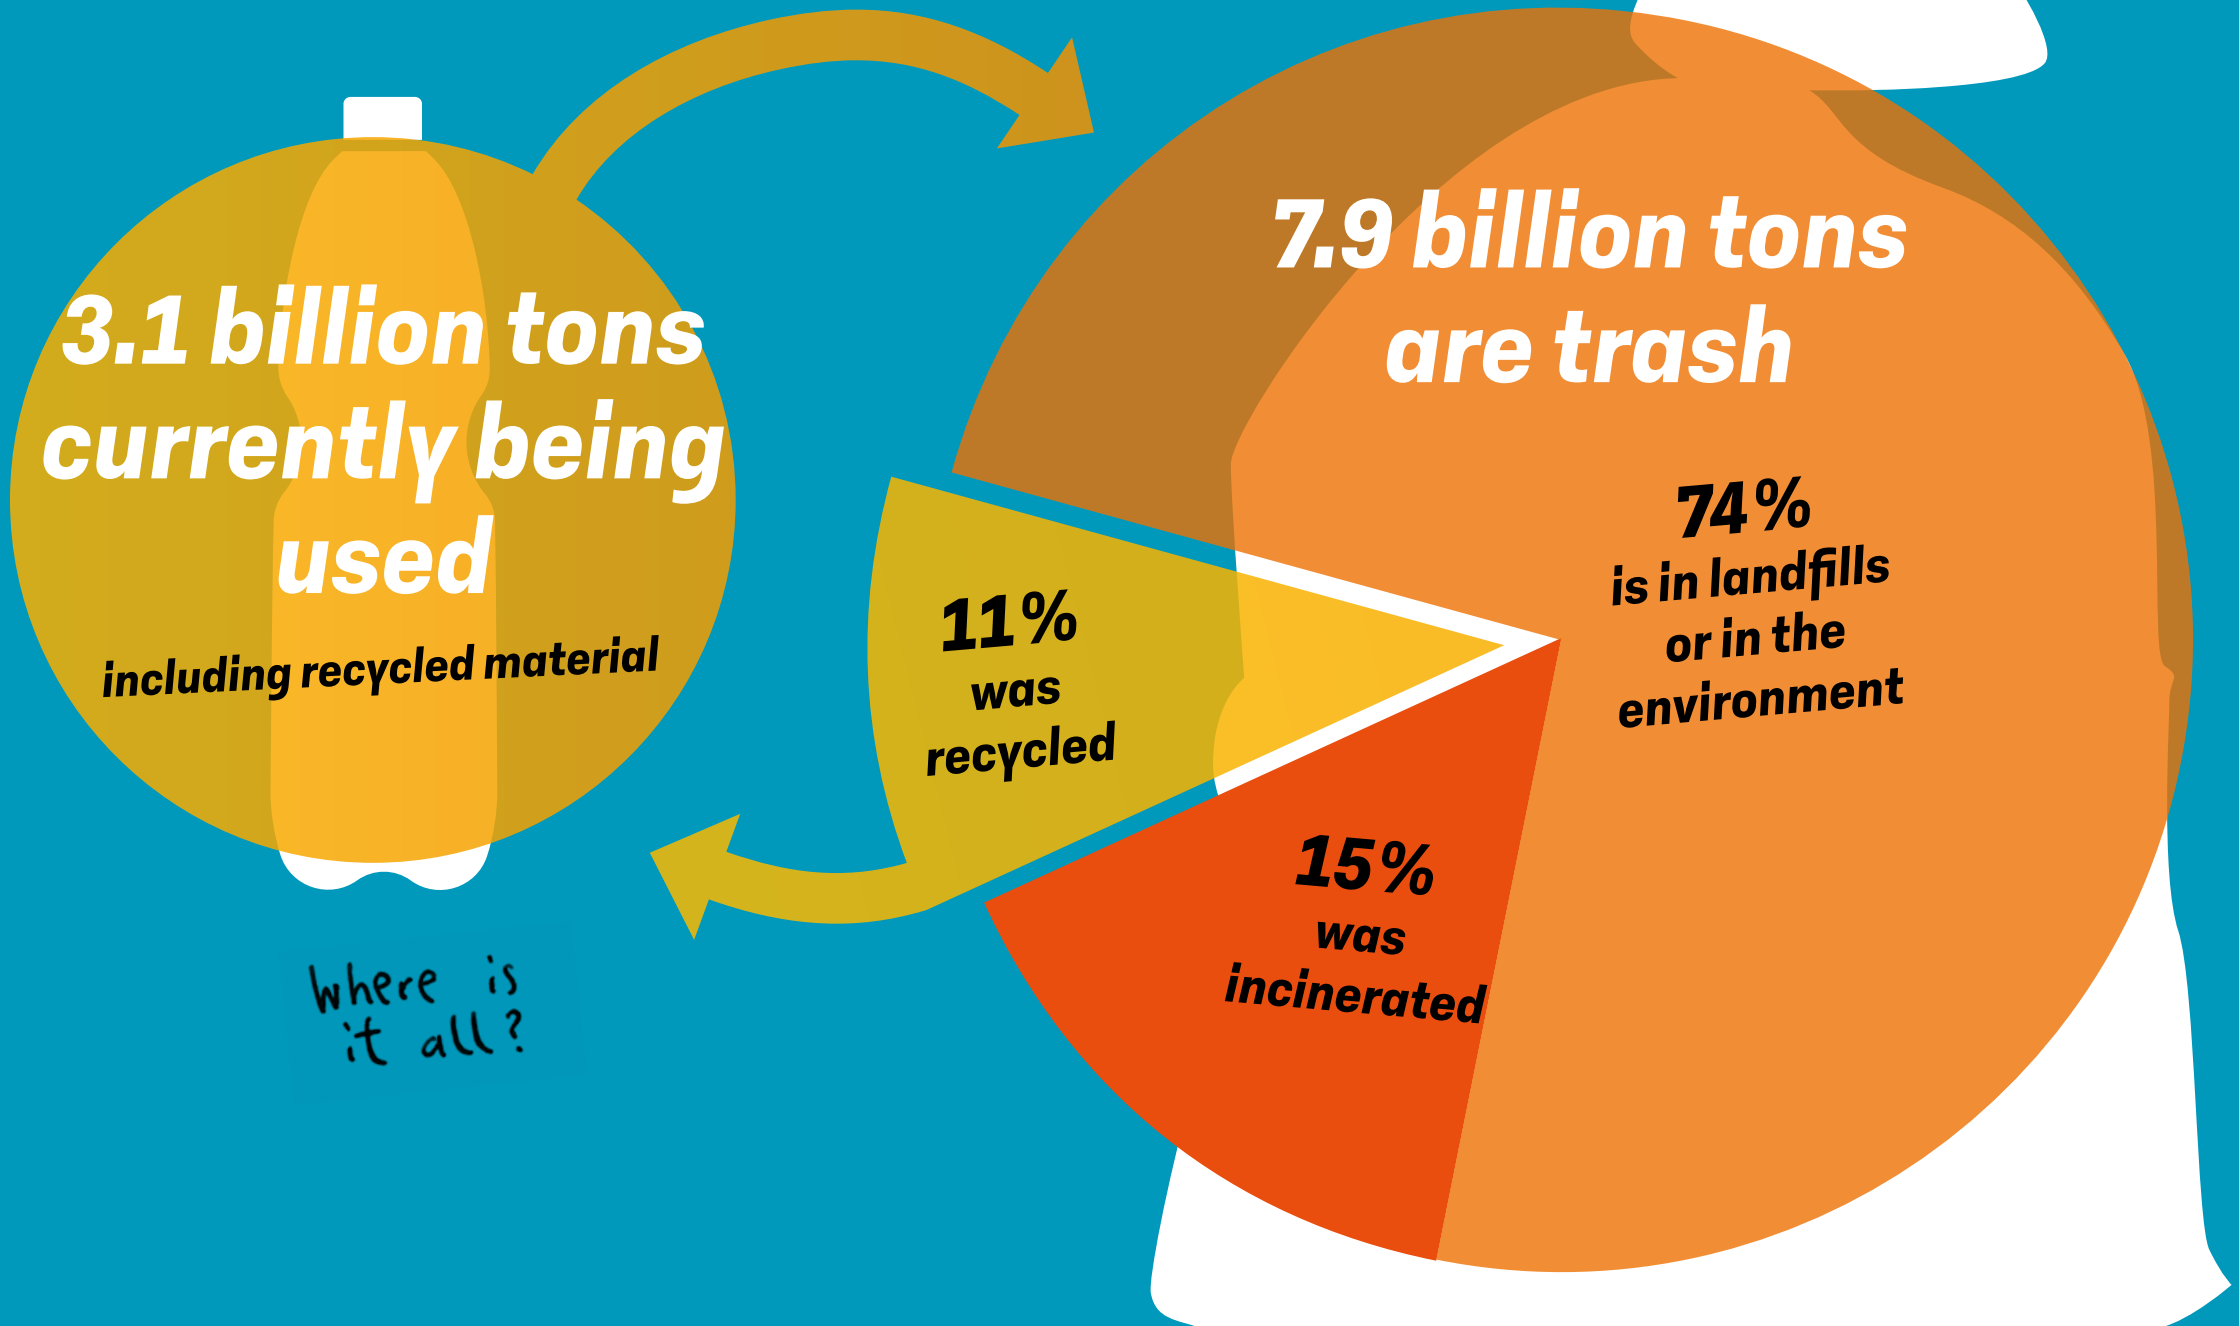 3.1 billion tons
currently being
used
including recycled material
7.9 billion tons
are trash
74%
is in landfills
or in the
environment
11%
was
recycled
15%
was
incinerated
Where is
it all?